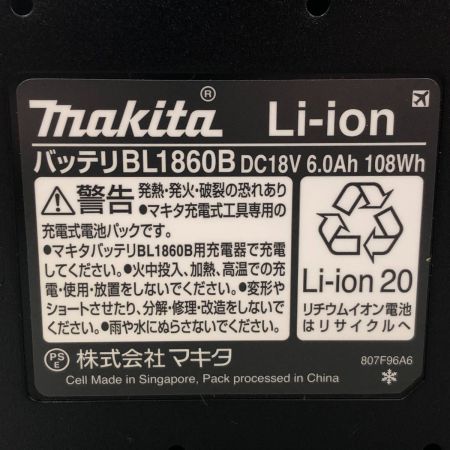 makita® Li-ion
バッテリBL1860B DC18V 6.0Ah 108Wh
⚠警告 発熱・発火・破裂の恐れあり
●マキタ充電式工具専用の
充電式電池パックです。
●マキタバッテリBL1860B用充電器で充電
してください。●火中投入、加熱、高温での充
電・使用・放置をしないでください。●変形や
ショートさせたり、分解・修理・改造をしないで
ください。●雨や水にぬらさないでください。
Li-ion 20
リチウムイオン電池
はリサイクルへ
PSE 株式会社マキタ
807F96A6
Cell Made in Singapore, Pack processed in China